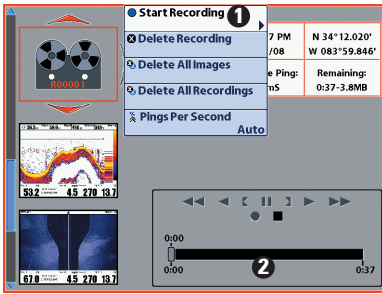 Start Recording
1
Delete Recording
Delete All Images
Delete All Recordings
Pings Per Second
Auto
7 PM
/08
N 34°12.020'
W 083°59.846'
e Ping:
mS
Remaining:
0:37-3.8MB
R00001
53.2 4.5 270 13.7
67.0 4.5 270 13.7
0:00
2
0:00
0:37